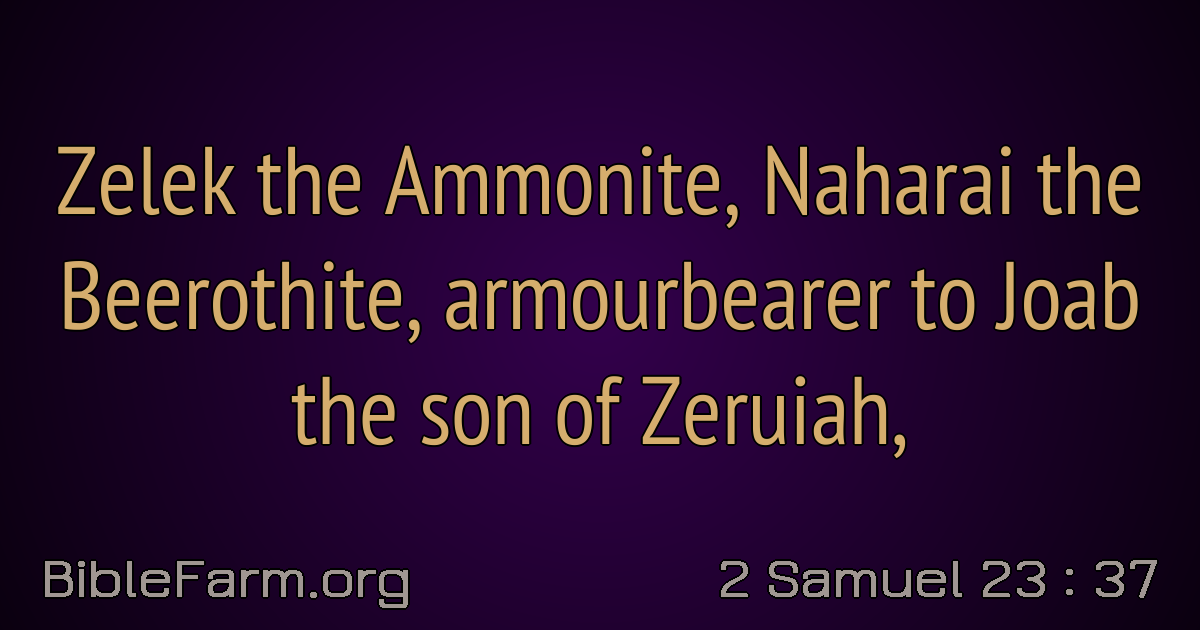 Zelek the Ammonite, Naharai the
Beerothite, armourbearer to Joab
the son of Zeruiah,
BibleFarm.org
2 Samuel 23 : 37